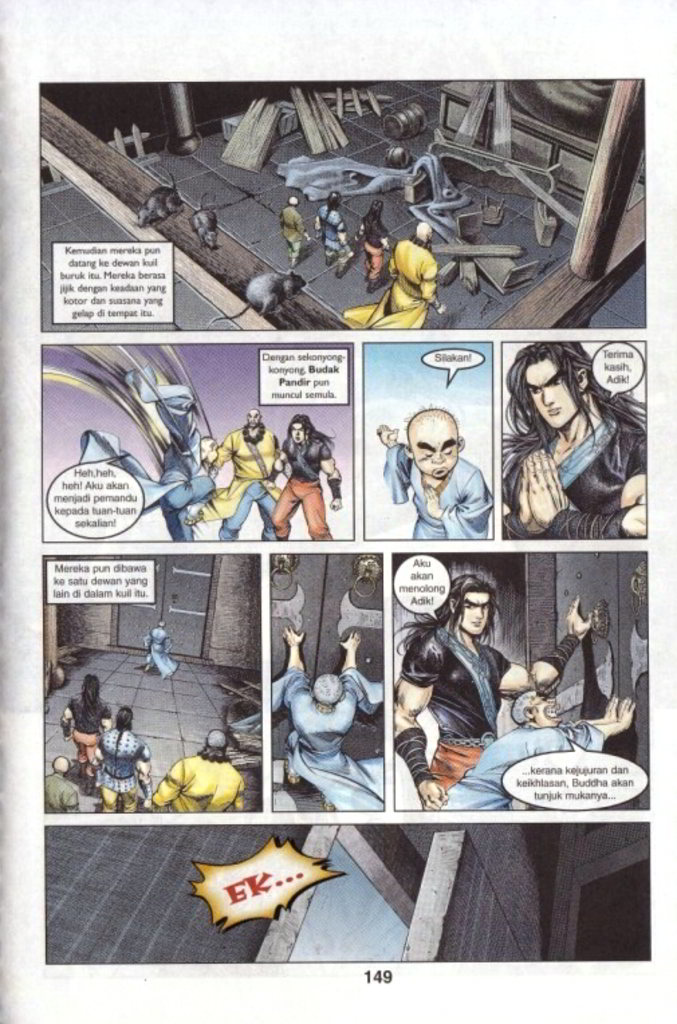 Kemudian mereka pun
datang ke dewan kuil
buruk itu. Mereka berasa
jijik dengan keadaan yang
kotor dan suasana yang
gelap di tempat itu.
Dengan sekonyong-
konyong, Budak
Pandir pun
muncul semula.
Heh,heh,
heh! Aku akan
menjadi pemandu
kepada tuan-tuan
sekalian!
Silakan!
Terima
kasih,
Adik!
Mereka pun dibawa
ke satu dewan yang
lain di dalam kuil itu.
Aku
akan
menolong
Adik!
...kerana kejujuran dan
keikhlasan, Buddha akan
tunjuk mukanya...
EK...
149